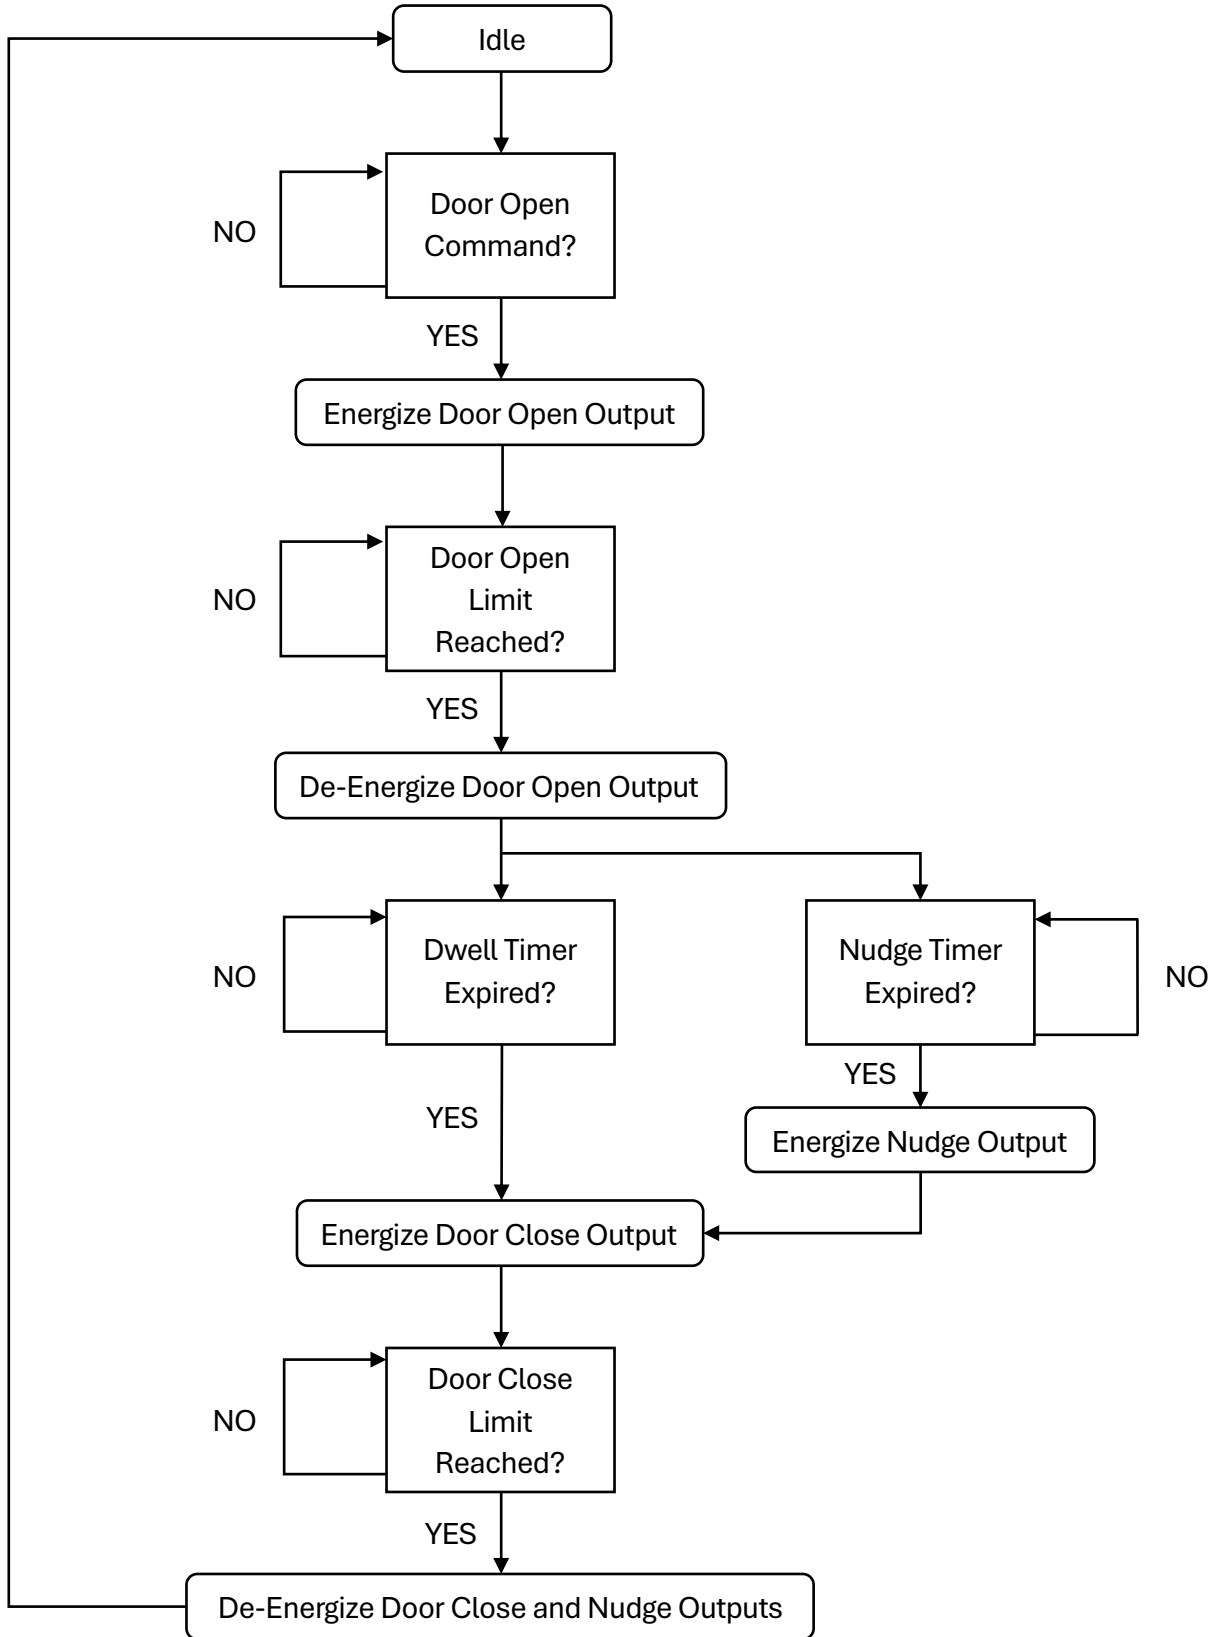 Idle
Door Open
Command?
NO
YES
Energize Door Open Output
Door Open
Limit
Reached?
NO
YES
De-Energize Door Open Output
Dwell Timer
Expired?
NO
Nudge Timer
Expired?
NO
YES
YES
Energize Nudge Output
Energize Door Close Output
Door Close
Limit
Reached?
NO
YES
De-Energize Door Close and Nudge Outputs